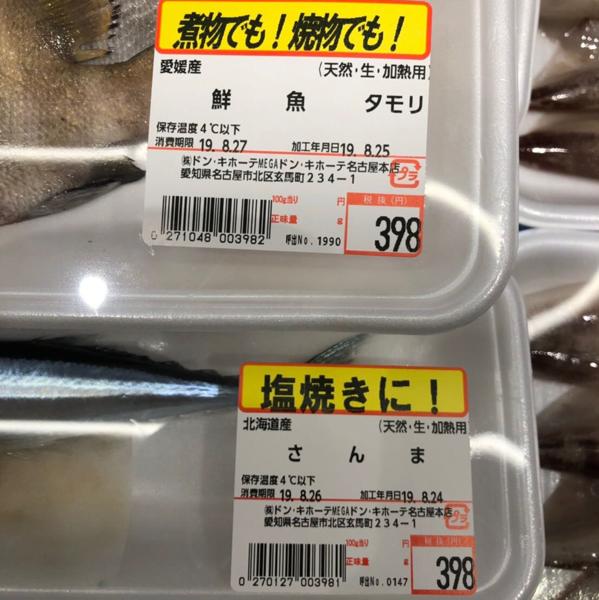 煮物でも！焼物でも！
愛媛産 (天然・生・加熱用)
鮮魚 タモリ
保存温度4℃以下
消費期限 19.8.27 加工年月日19.8.25
㈱ドン・キホーテMEGAドン・キホーテ名古屋本店
愛知県名古屋市北区玄馬町234-1
プラ
100g当り 円 税抜(円)
正味量 g 398
0 271048 003982 呼出No.1990
塩焼きに！
北海道産 (天然・生・加熱用)
さんま
保存温度4℃以下
消費期限 19.8.26 加工年月日19.8.24
㈱ドン・キホーテMEGAドン・キホーテ名古屋本店
愛知県名古屋市北区玄馬町234-1
プラ
100g当り 円 税抜(円)
正味量 g 398
0 270127 003981 呼出No.0147